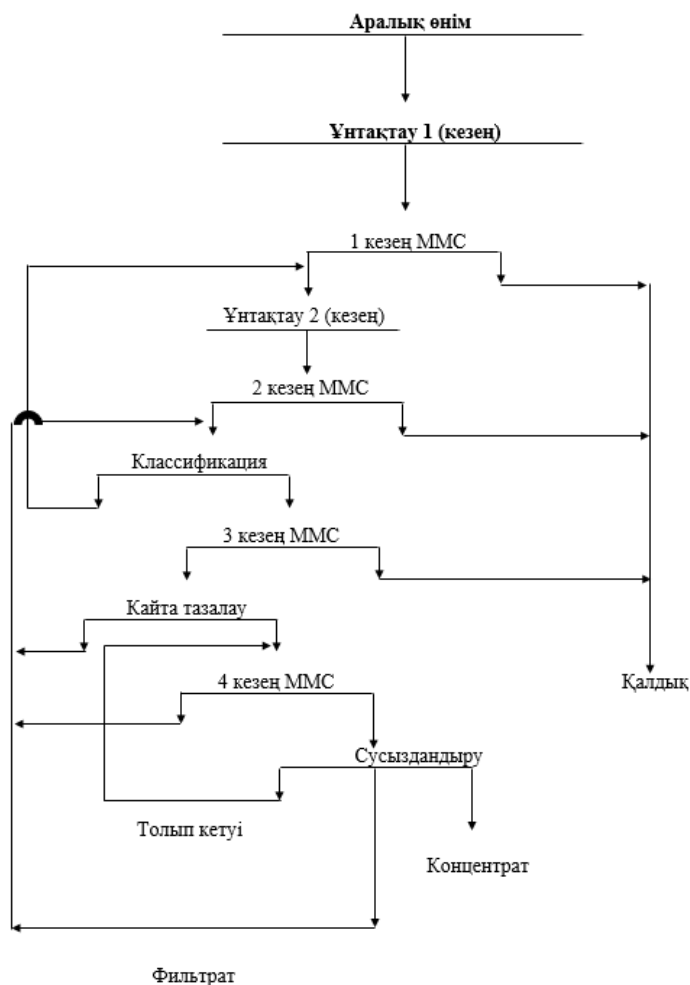 Аралық өнім
Ұнтақтау 1 (кезең)
1 кезең ММС
Ұнтақтау 2 (кезең)
2 кезең ММС
Классификация
3 кезең ММС
Кайта тазалау
Қалдық
4 кезең ММС
Сусыздандыру
Толып кетуі
Концентрат
Фильтрат